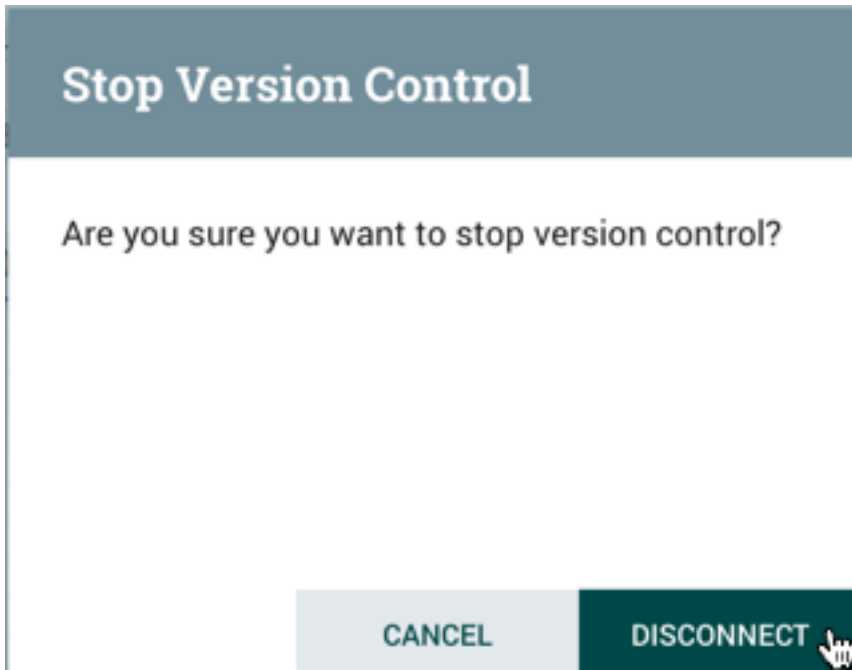 Stop Version Control
Are you sure you want to stop version control?
CANCEL
DISCONNECT